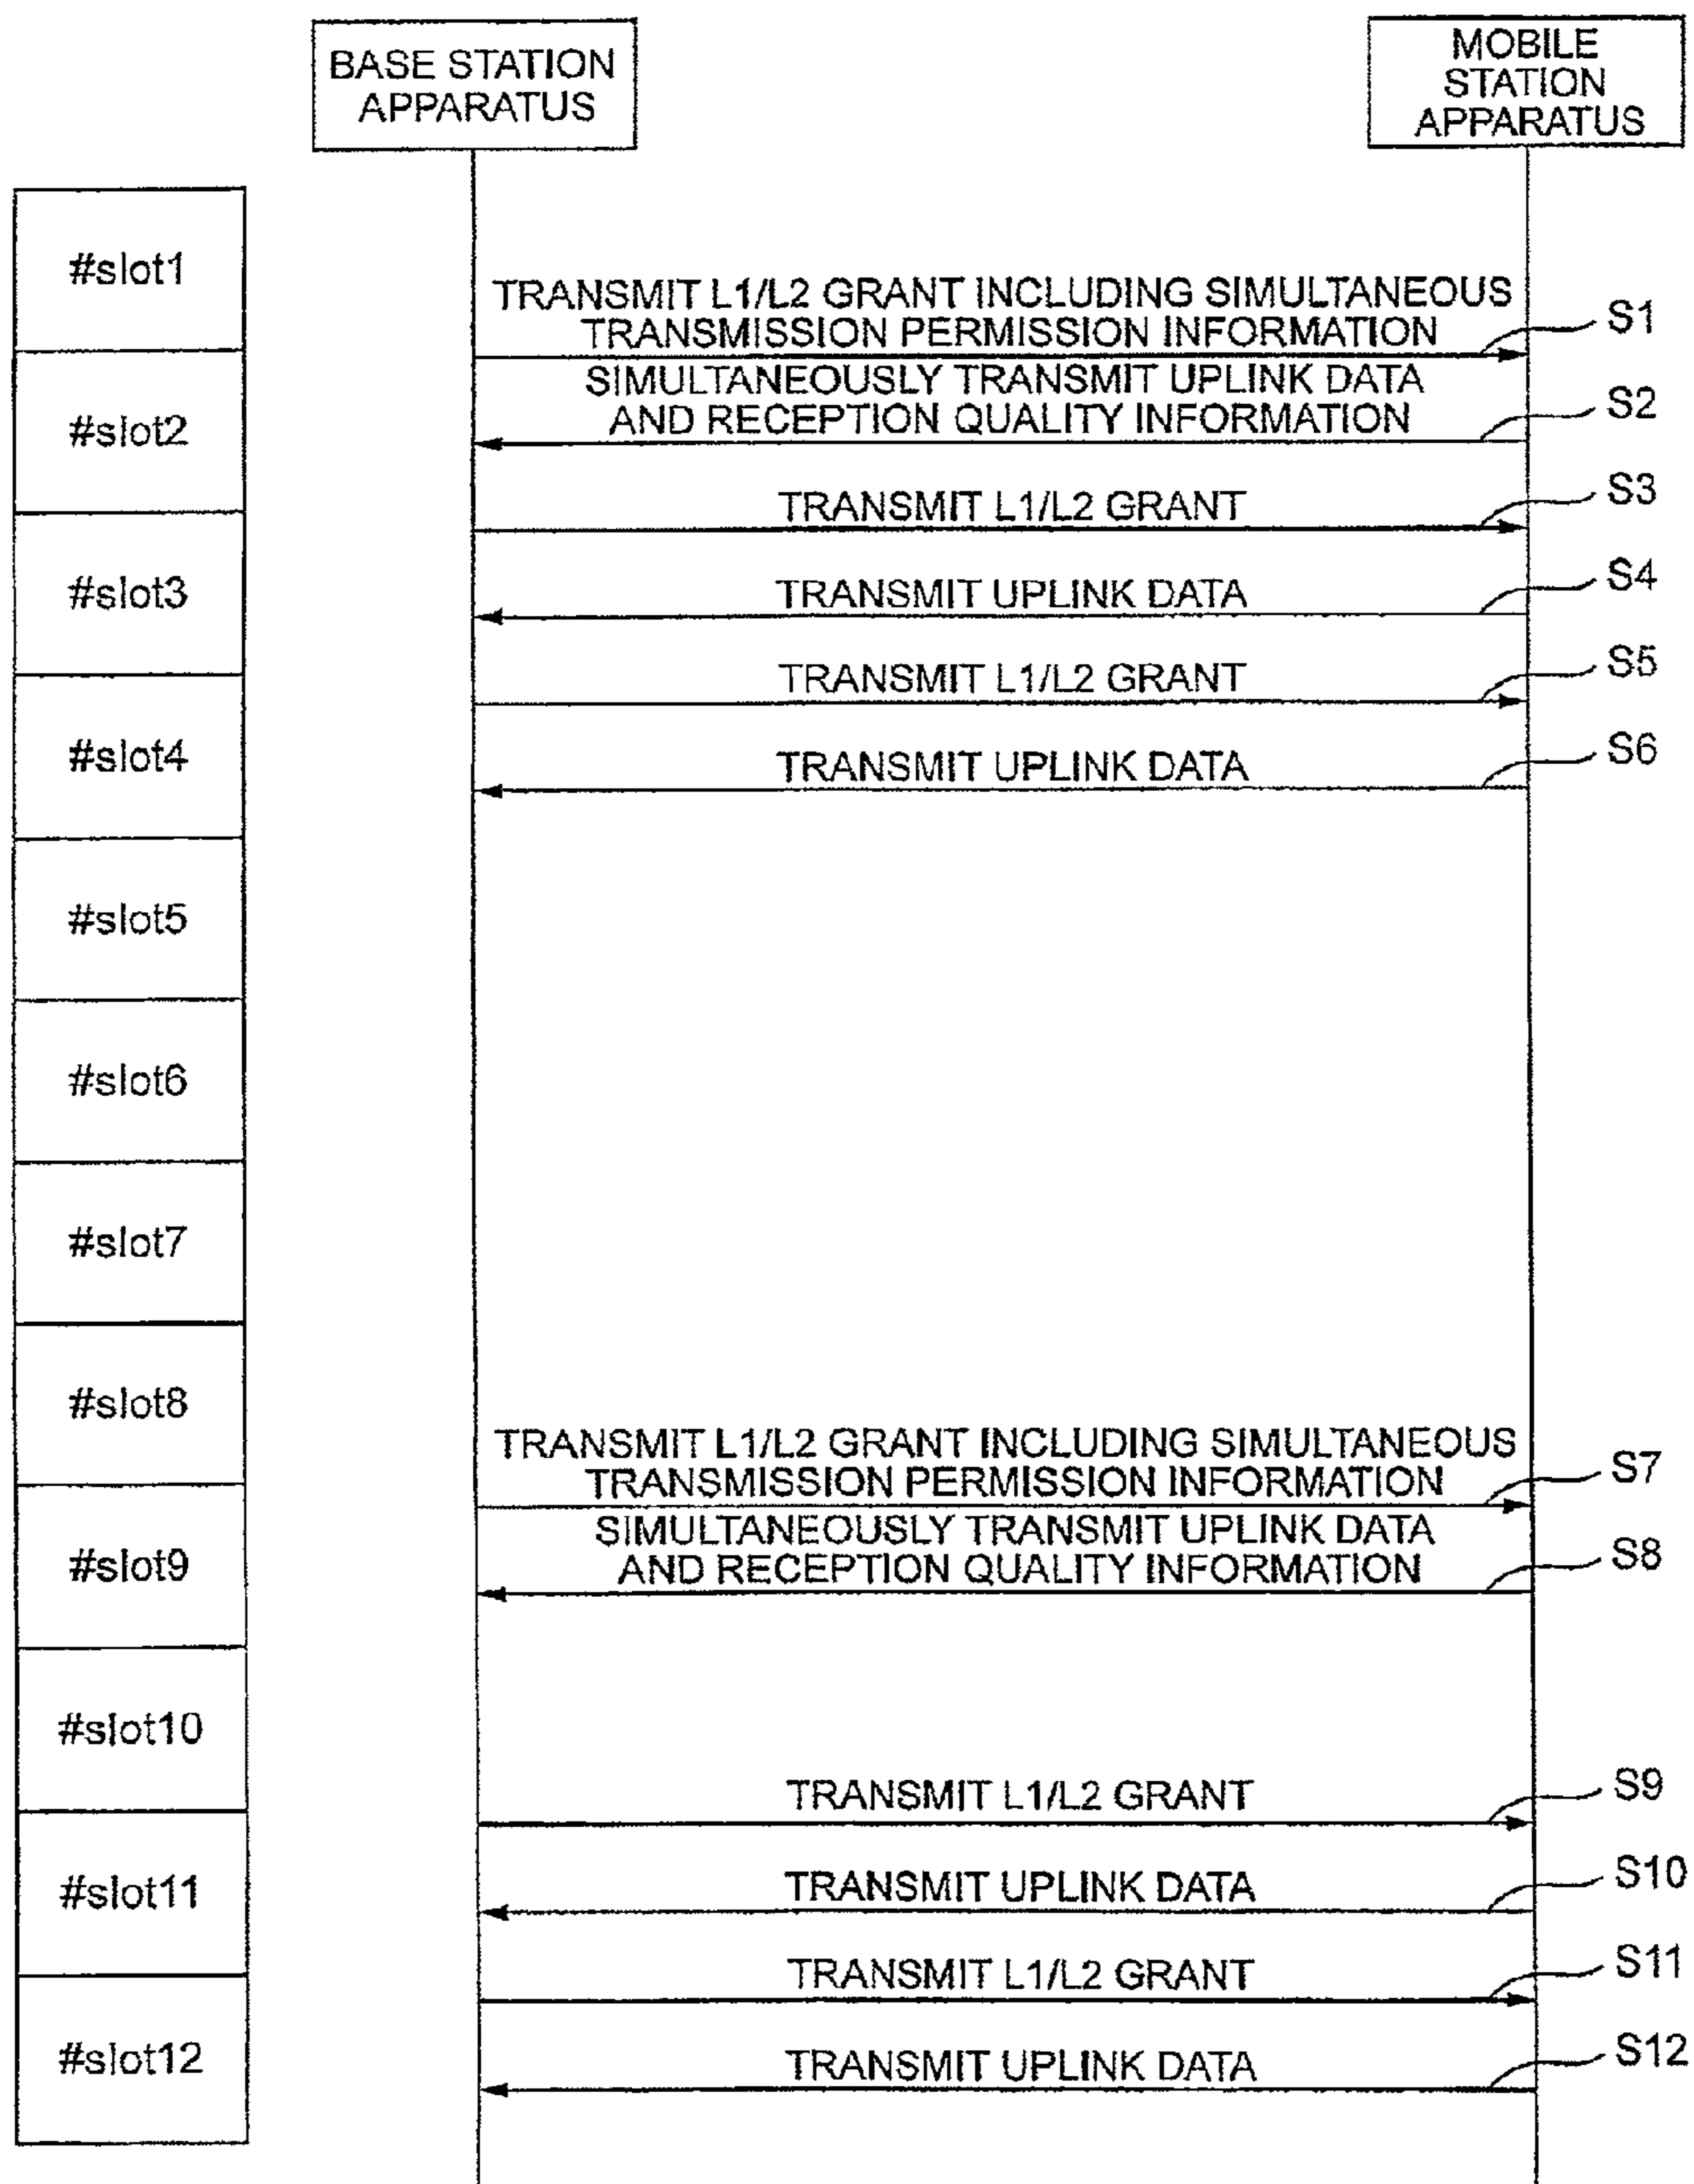 BASE STATION
APPARATUS
MOBILE
STATION
APPARATUS
#slot1
TRANSMIT L1/L2 GRANT INCLUDING SIMULTANEOUS
TRANSMISSION PERMISSION INFORMATION
S1
SIMULTANEOUSLY TRANSMIT UPLINK DATA
AND RECEPTION QUALITY INFORMATION
S2
#slot2
TRANSMIT L1/L2 GRANT
S3
#slot3
TRANSMIT UPLINK DATA
S4
TRANSMIT L1/L2 GRANT
S5
#slot4
TRANSMIT UPLINK DATA
S6
#slot5
#slot6
#slot7
#slot8
TRANSMIT L1/L2 GRANT INCLUDING SIMULTANEOUS
TRANSMISSION PERMISSION INFORMATION
S7
SIMULTANEOUSLY TRANSMIT UPLINK DATA
AND RECEPTION QUALITY INFORMATION
S8
#slot9
#slot10
TRANSMIT L1/L2 GRANT
S9
#slot11
TRANSMIT UPLINK DATA
S10
TRANSMIT L1/L2 GRANT
S11
#slot12
TRANSMIT UPLINK DATA
S12